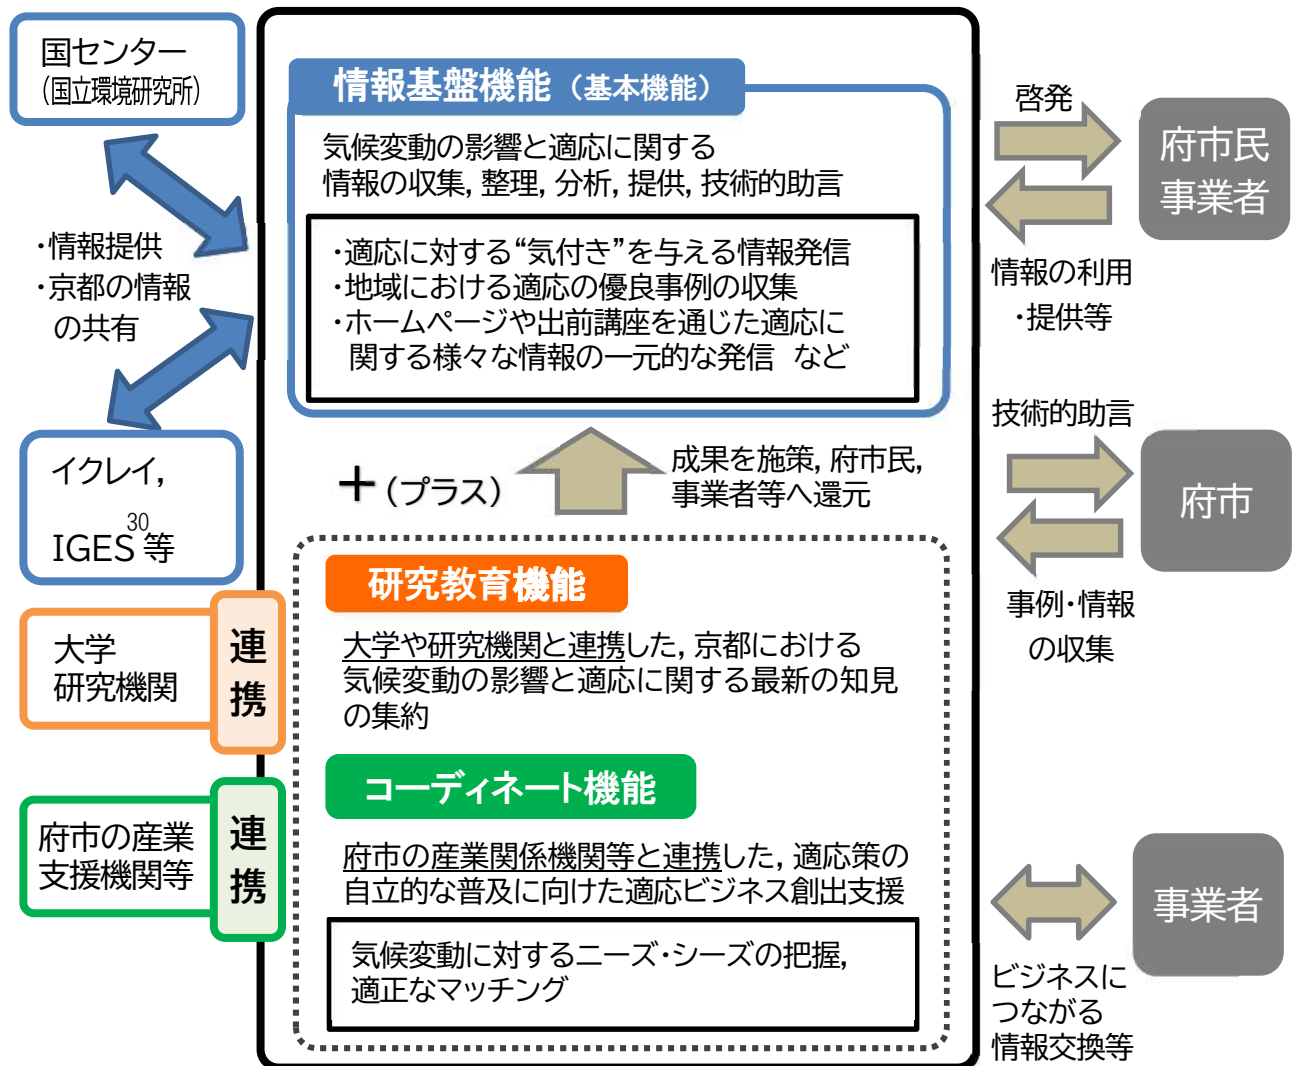 国センター
(国立環境研究所)
・情報提供
・京都の情報
の共有
イクレイ,
IGES30等
大学
研究機関
連
携
府市の産業
支援機関等
連
携
情報基盤機能（基本機能）
気候変動の影響と適応に関する
情報の収集, 整理, 分析, 提供, 技術的助言
・適応に対する“気付き”を与える情報発信
・地域における適応の優良事例の収集
・ホームページや出前講座を通じた適応に
関する様々な情報の一元的な発信 など
＋（プラス）
成果を施策, 府市民,
事業者等へ還元
研究教育機能
大学や研究機関と連携した, 京都における
気候変動の影響と適応に関する最新の知見
の集約
コーディネート機能
府市の産業関係機関等と連携した, 適応策の
自立的な普及に向けた適応ビジネス創出支援
気候変動に対するニーズ・シーズの把握,
適正なマッチング
啓発
府市民
事業者
情報の利用
・提供等
技術的助言
府市
事例・情報
の収集
事業者
ビジネスに
つながる
情報交換等